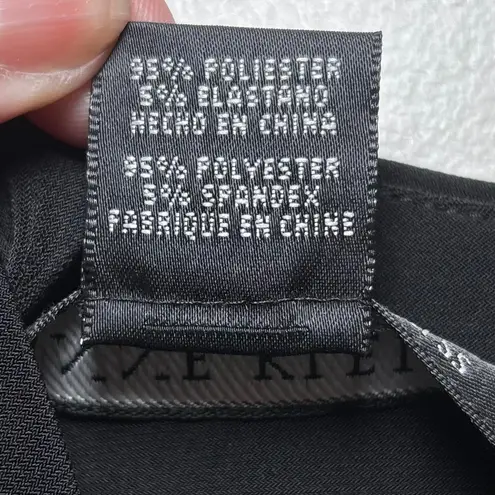 95% POLIESTER
5% ELASTANO
HECHO EN CHINA
95% POLYESTER
5% SPANDEX
FABRIQUE EN CHINE